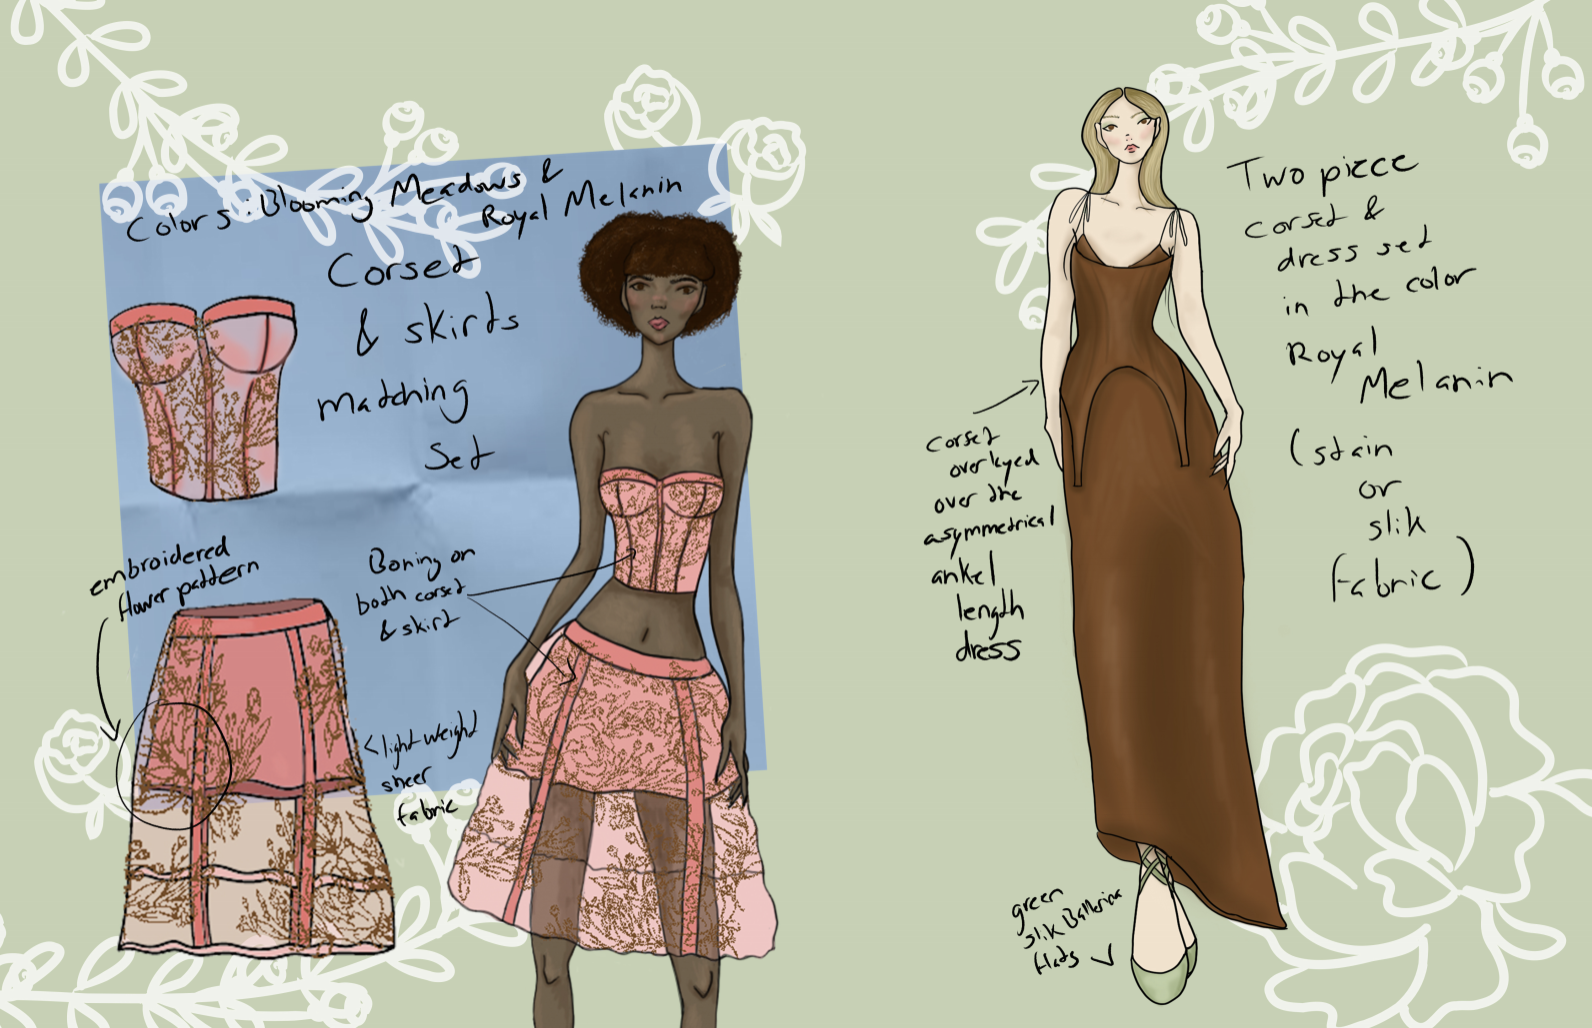 Colors: Blooming Meadows &
Royal Melanin
Corset
& skirts
matching
set
embroidered
flower pattern
Boning on
both corset
& skirt
<light weight
sheer
fabric
Two piece
corset &
dress set
in the color
Royal
Melanin
(stain
or
slik
fabric)
corset
overlayed
over the
asymmetrical
ankel
length
dress
green
slik Ballerina
flats